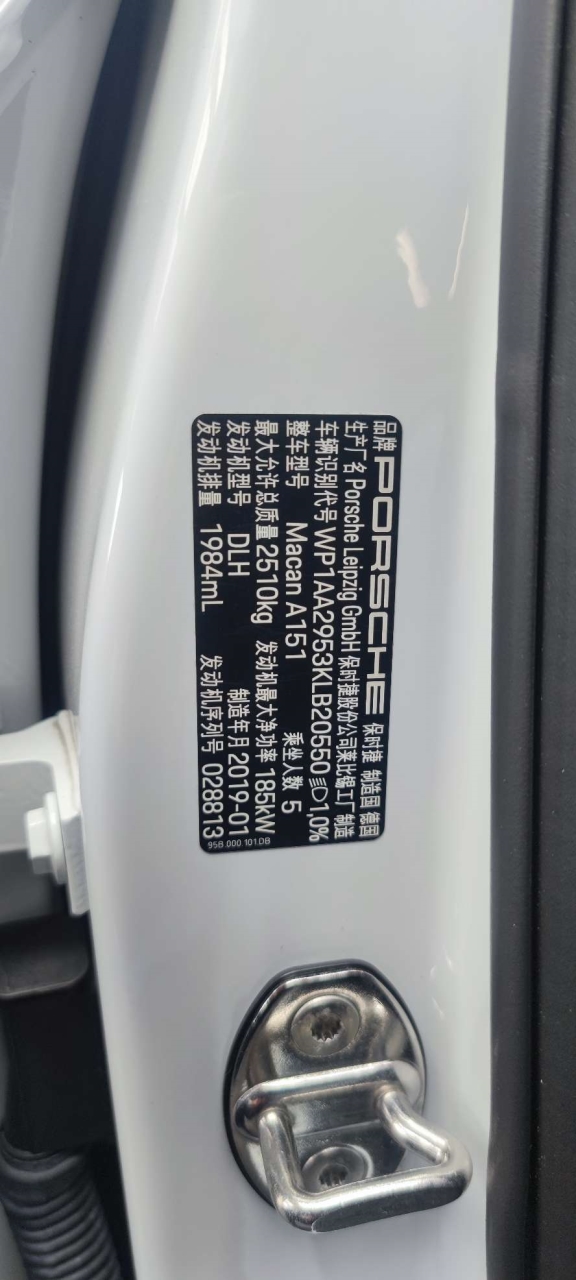 品牌 PORSCHE 保时捷 制造国 德国
生产厂名 Porsche Leipzig GmbH 保时捷股份公司莱比锡工厂制造
车辆识别代号 WP1AA2953KLB20550 1,0%
整车型号 Macan A151 乘坐人数 5
最大允许总质量 2510kg 发动机最大净功率 185kW
发动机型号 DLH 制造年月 2019-01
发动机排量 1984mL 发动机序列号 028813
95B.000.101.DB